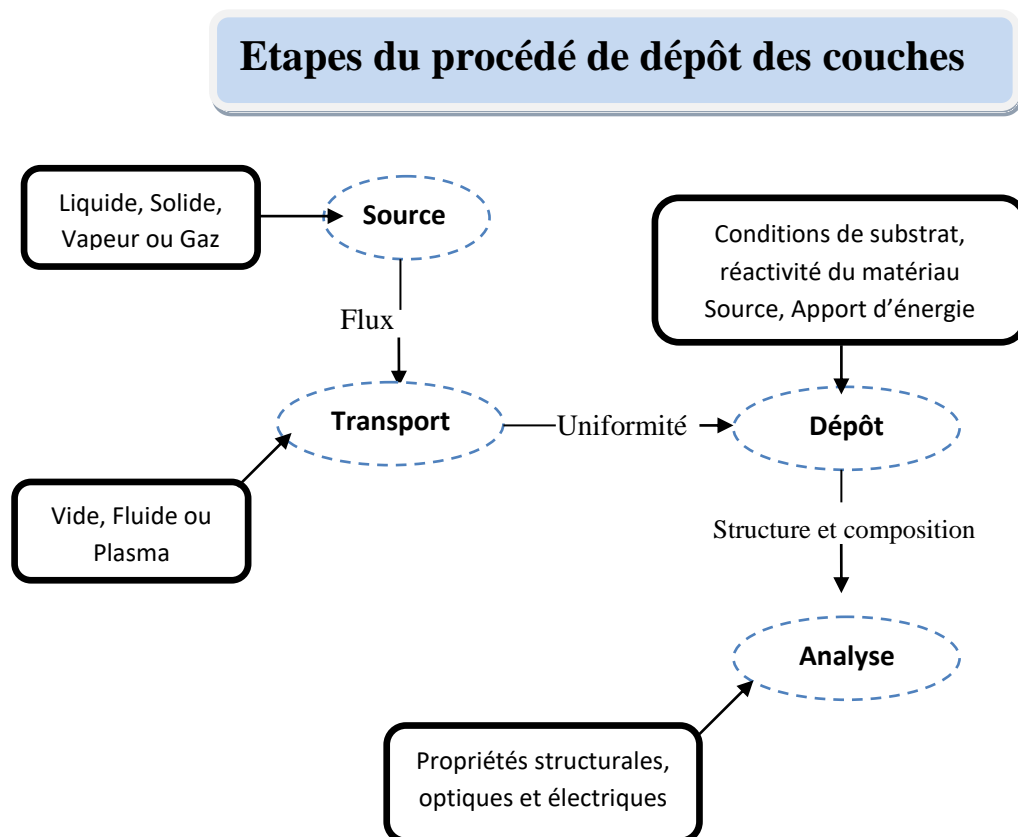 Etapes du procédé de dépôt des couches
Liquide, Solide,
Vapeur ou Gaz
Source
Conditions de substrat,
réactivité du matériau
Source, Apport d’énergie
Flux
Transport
Uniformité
Dépôt
Vide, Fluide ou
Plasma
Structure et composition
Analyse
Propriétés structurales,
optiques et électriques